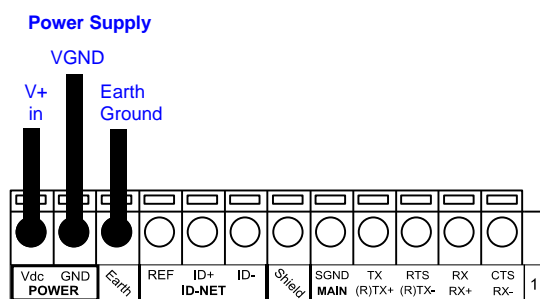 Power Supply
VGND
V+
in
Earth
Ground
Vdc GND
POWER
Earth
REF ID+ ID-
ID-NET
Shield
SGND TX RTS RX CTS
MAIN (R)TX+ (R)TX- RX+ RX-
1